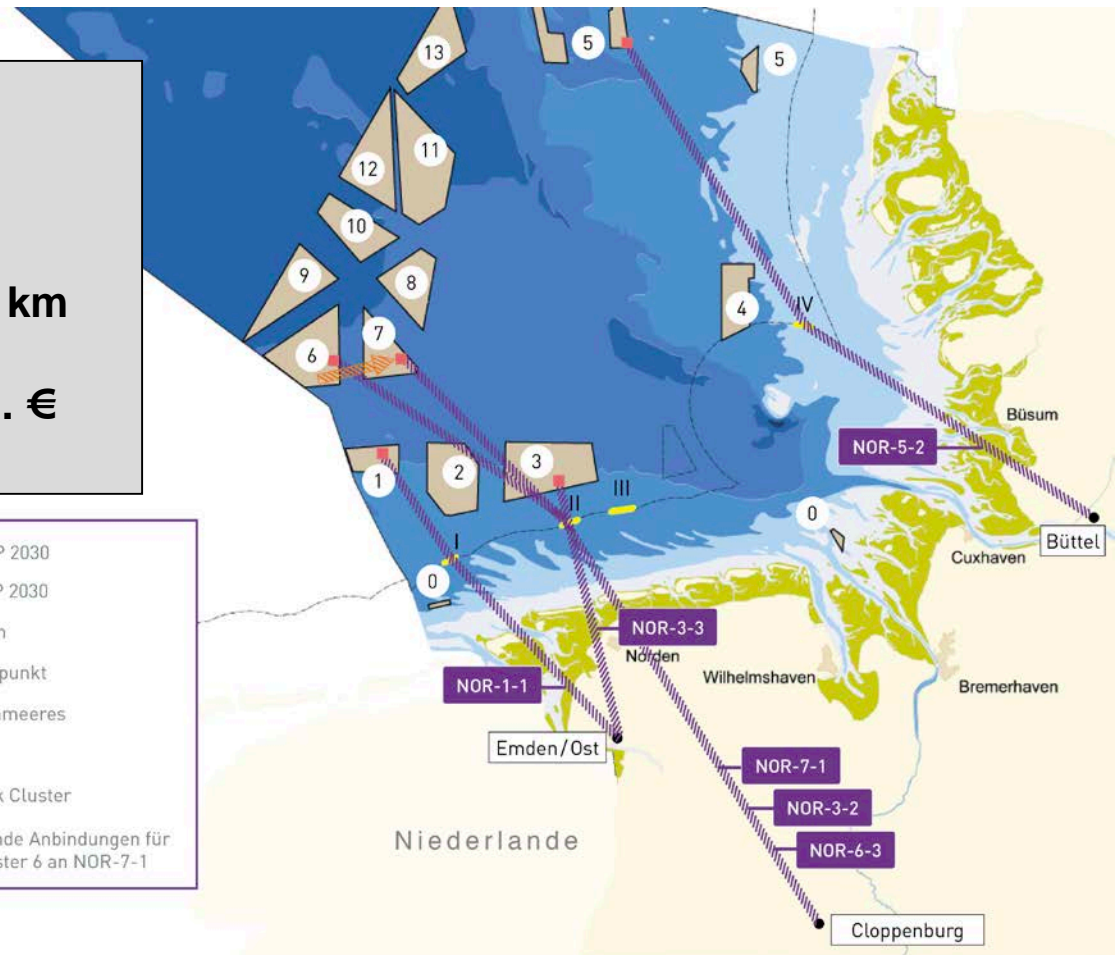 km
. €
P 2030
P 2030
n
punkt
nmeeres
k Cluster
nde Anbindungen für
ster 6 an NOR-7-1
13
5
5
12
11
10
9
8
7
6
4
IV
Büsum
NOR-5-2
1
2
3
II
III
0
Büttel
Cuxhaven
I
0
NOR-3-3
Norden
NOR-1-1
Wilhelmshaven
Bremerhaven
Emden/Ost
NOR-7-1
NOR-3-2
NOR-6-3
Niederlande
Cloppenburg